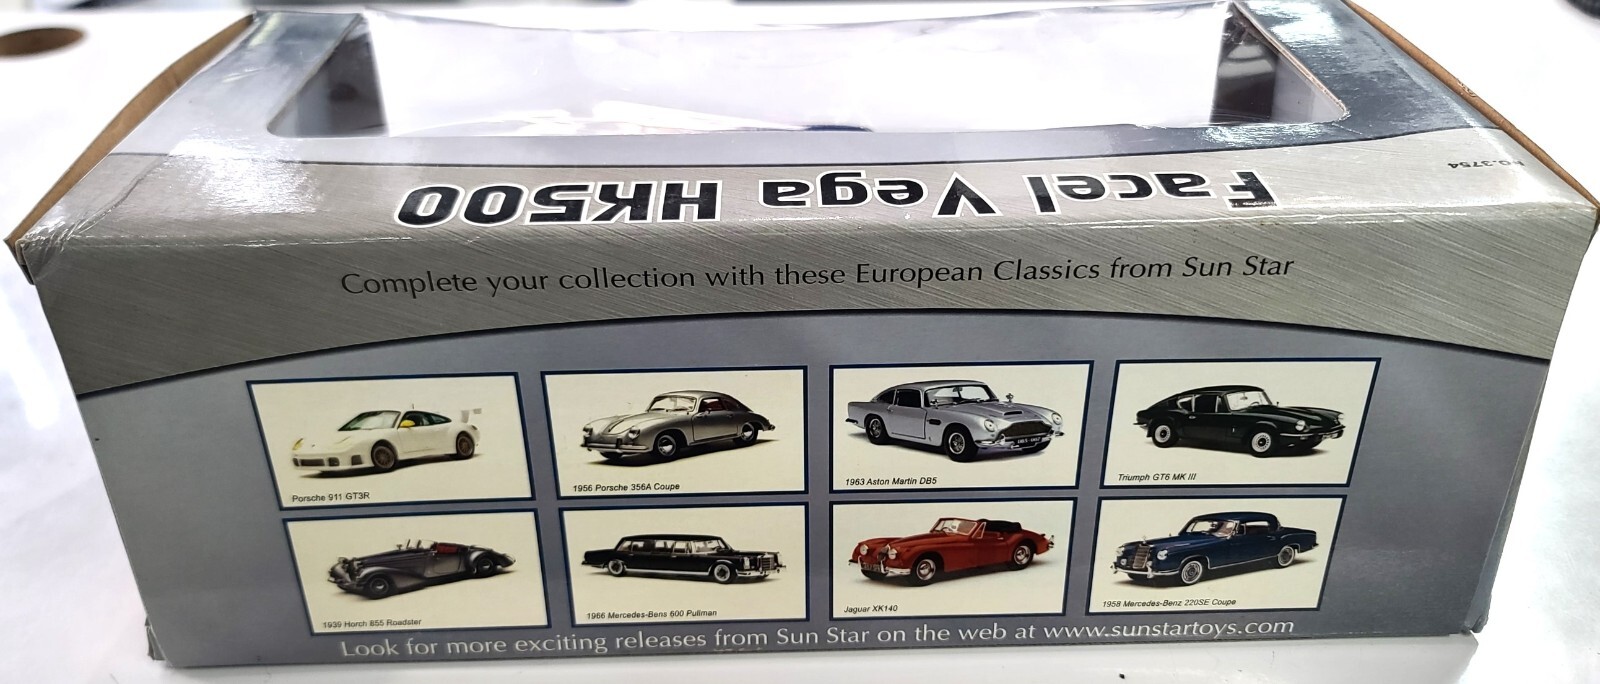 NO.3754
Facel Vega HK500
Complete your collection with these European Classics from Sun Star
Porsche 911 GT3R
1956 Porsche 356A Coupe
1963 Aston Martin DB5
Triumph GT6 MK III
1939 Horch 855 Roadster
1966 Mercedes-Bens 600 Pullman
Jaguar XK140
1958 Mercedes-Benz 220SE Coupe
Look for more exciting releases from Sun Star on the web at www.sunstartoys.com